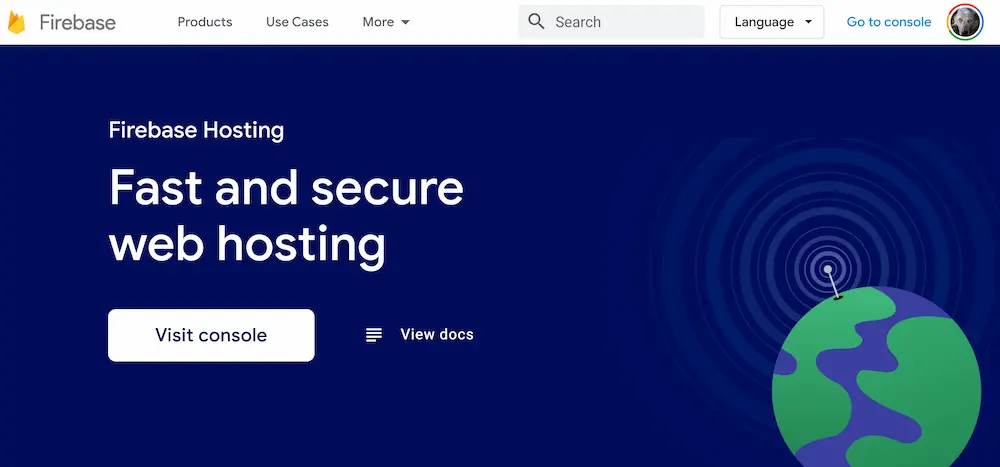 Firebase
Products Use Cases More Search Language Go to console
Firebase Hosting
Fast and secure
web hosting
Visit console View docs